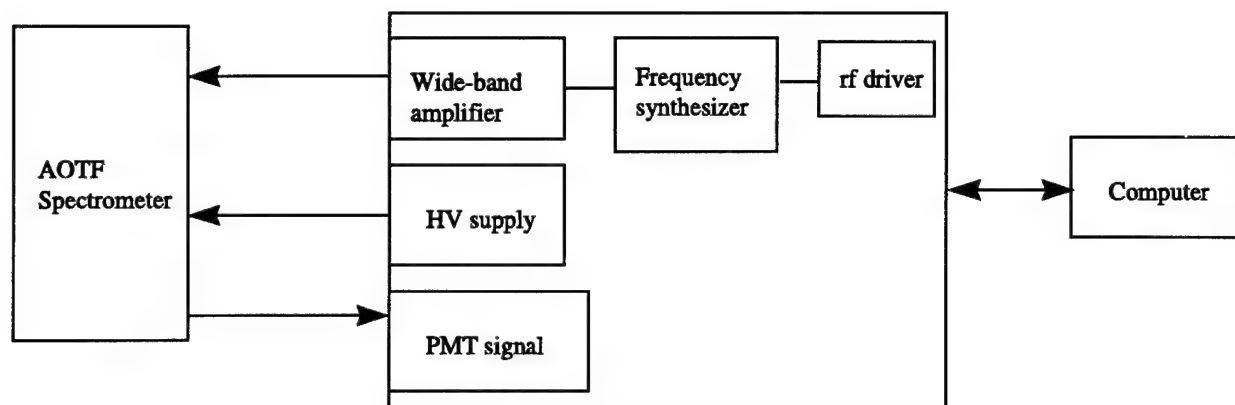 AOTF
Spectrometer
Wide-band
amplifier
Frequency
synthesizer
rf driver
HV supply
PMT signal
Computer